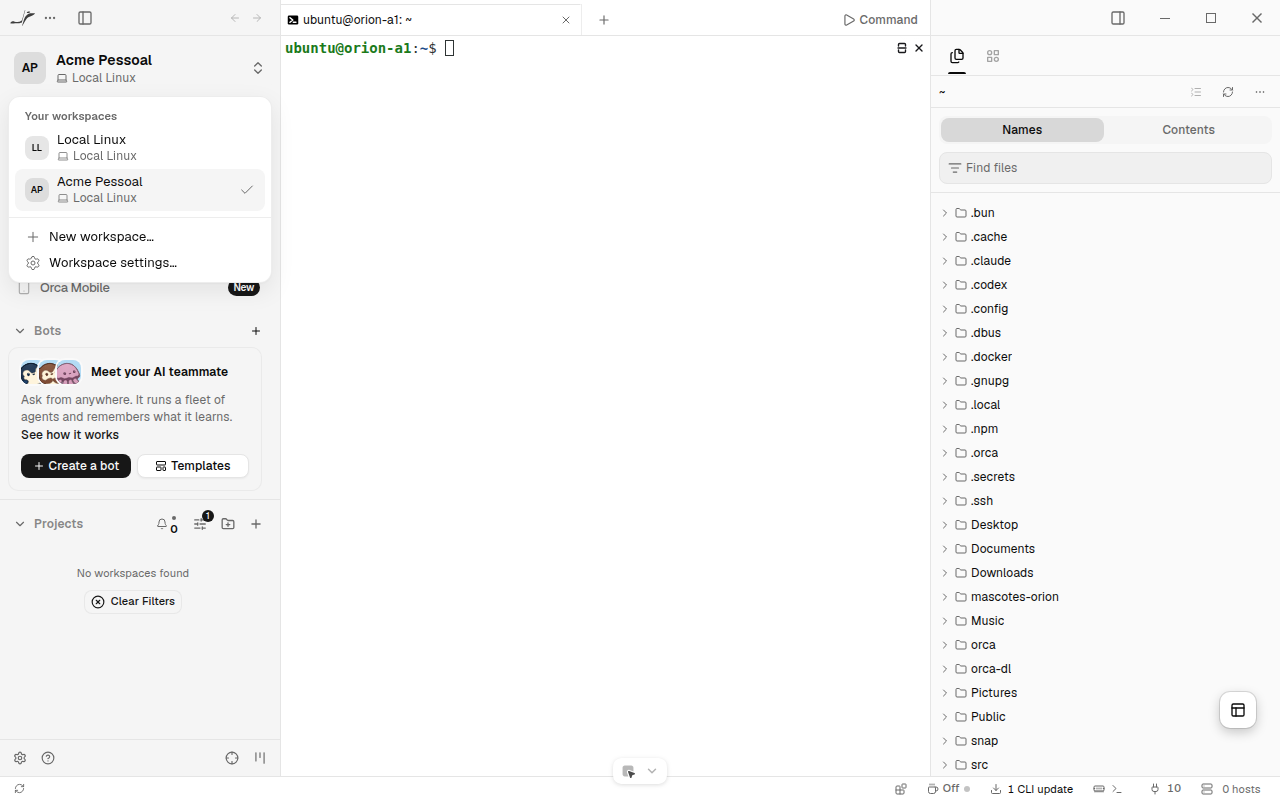 ubuntu@orion-a1: ~
Command
AP
Acme Pessoal
Local Linux
Your workspaces
LL
Local Linux
Local Linux
AP
Acme Pessoal
Local Linux
New workspace...
Workspace settings...
Orca Mobile
New
Bots
Meet your AI teammate
Ask from anywhere. It runs a fleet of
agents and remembers what it learns.
See how it works
Create a bot
Templates
Projects
0
1
No workspaces found
Clear Filters
ubuntu@orion-a1:~$
~
Names
Contents
Find files
.bun
.cache
.claude
.codex
.config
.dbus
.docker
.gnupg
.local
.npm
.orca
.secrets
.ssh
Desktop
Documents
Downloads
mascotes-orion
Music
orca
orca-dl
Pictures
Public
snap
src
Off
1 CLI update
10
0 hosts